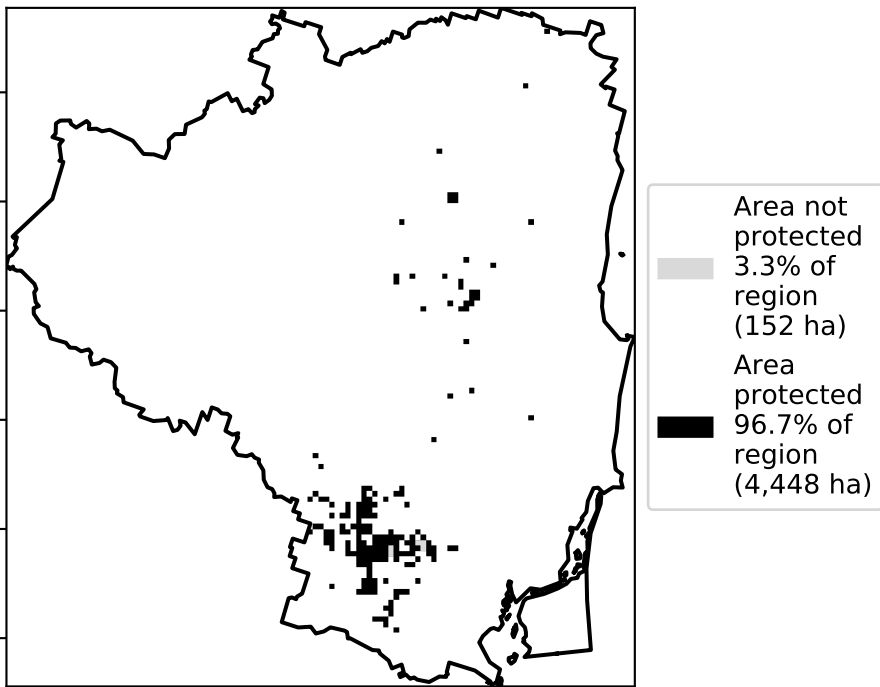 Area not
protected
3.3% of
region
(152 ha)
Area
protected
96.7% of
region
(4,448 ha)